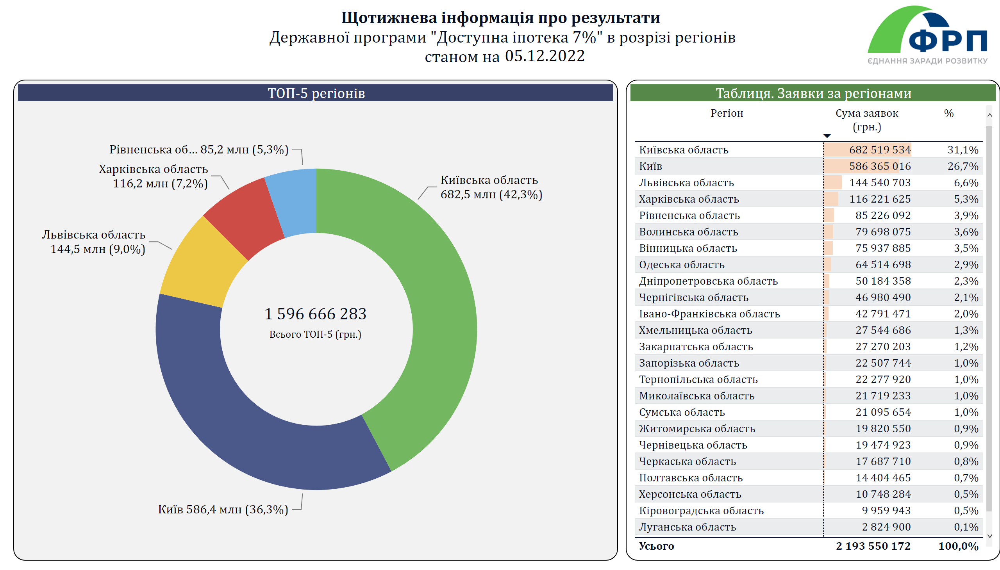 Щотижнева інформація про результати
Державної програми "Доступна іпотека 7%" в розрізі регіонів
станом на 05.12.2022
ФРП
ЄДНАННЯ ЗАРАДИ РОЗВИТКУ
ТОП-5 регіонів
Рівненська об... 85,2 млн (5,3%)
Харківська область
116,2 млн (7,2%)
Київська область
682,5 млн (42,3%)
Львівська область
144,5 млн (9,0%)
1 596 666 283
Всього ТОП-5 (грн.)
Київ 586,4 млн (36,3%)
Таблиця. Заявки за регіонами
Регіон Сума заявок (грн.) %
Київська область 682 519 534 31,1%
Київ 586 365 016 26,7%
Львівська область 144 540 703 6,6%
Харківська область 116 221 625 5,3%
Рівненська область 85 226 092 3,9%
Волинська область 79 698 075 3,6%
Вінницька область 75 937 885 3,5%
Одеська область 64 514 698 2,9%
Дніпропетровська область 50 184 358 2,3%
Чернігівська область 46 980 490 2,1%
Івано-Франківська область 42 791 471 2,0%
Хмельницька область 27 544 686 1,3%
Закарпатська область 27 270 203 1,2%
Запорізька область 22 507 744 1,0%
Тернопільська область 22 277 920 1,0%
Миколаївська область 21 719 233 1,0%
Сумська область 21 095 654 1,0%
Житомирська область 19 820 550 0,9%
Чернівецька область 19 474 923 0,9%
Черкаська область 17 687 710 0,8%
Полтавська область 14 404 465 0,7%
Херсонська область 10 748 284 0,5%
Кіровоградська область 9 959 943 0,5%
Луганська область 2 824 900 0,1%
Усього 2 193 550 172 100,0%